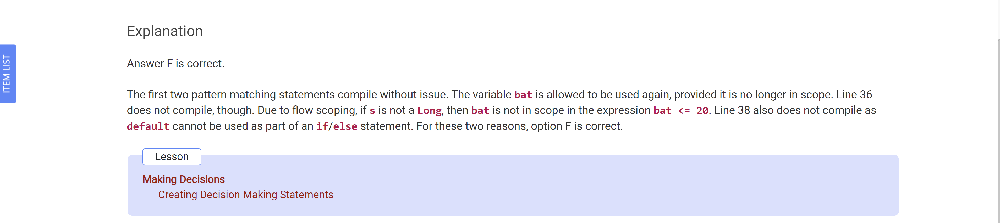 Explanation
ITEM LIST
Answer F is correct.
The first two pattern matching statements compile without issue. The variable bat is allowed to be used again, provided it is no longer in scope. Line 36
does not compile, though. Due to flow scoping, if s is not a Long, then bat is not in scope in the expression bat <= 20. Line 38 also does not compile as
default cannot be used as part of an if/else statement. For these two reasons, option F is correct.
Lesson
Making Decisions
Creating Decision-Making Statements